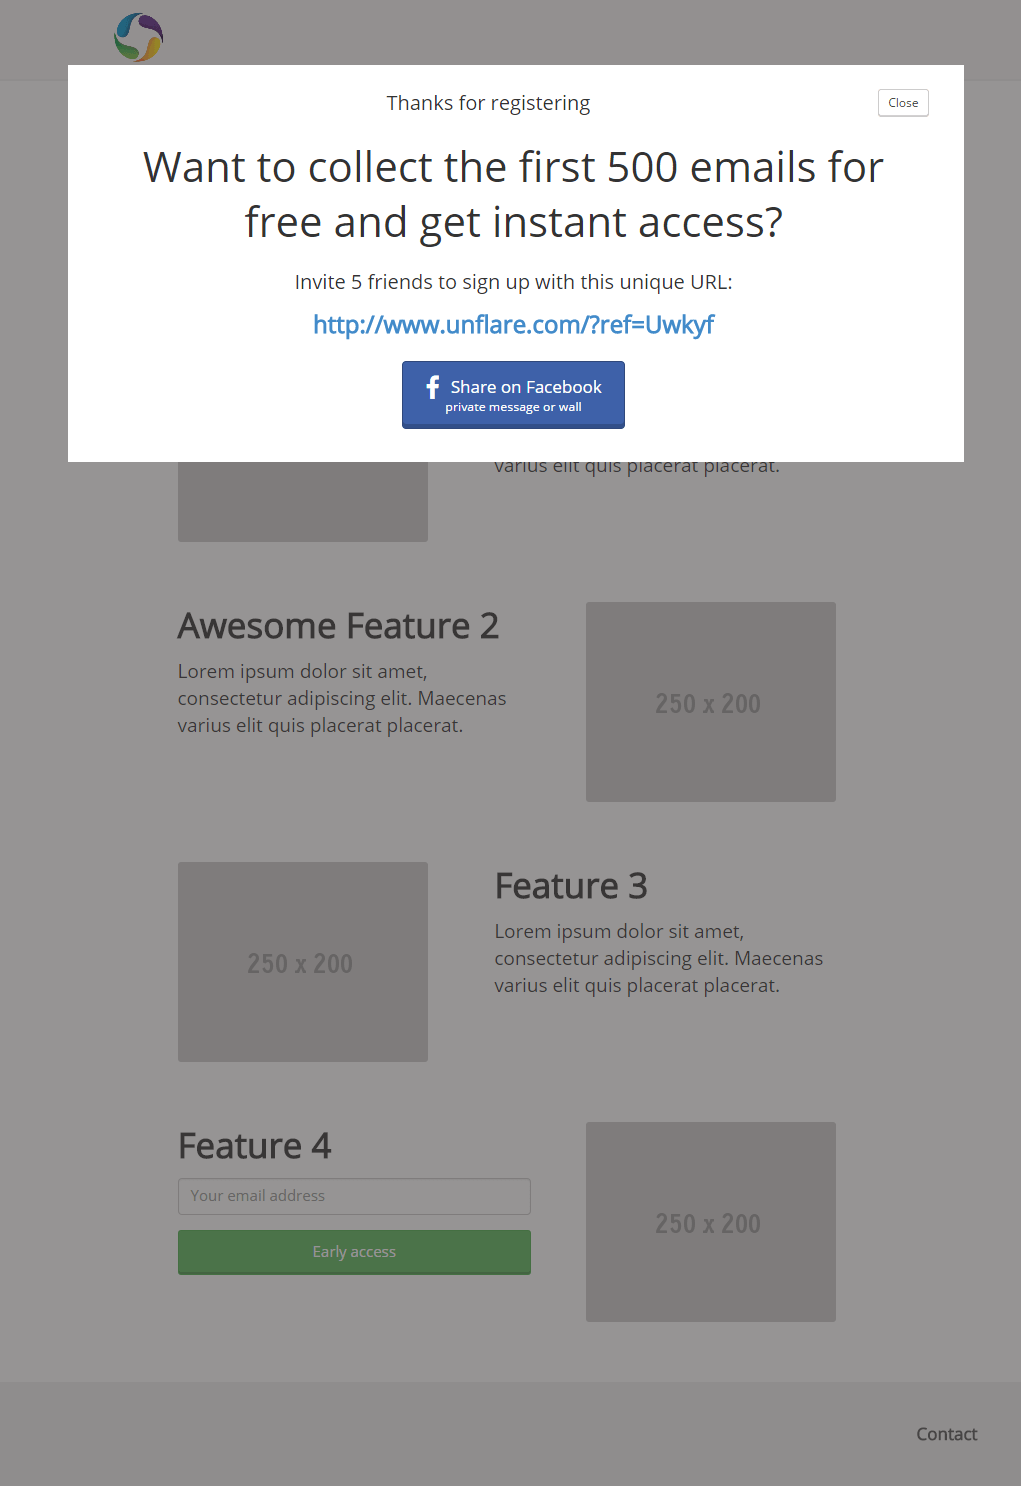 Thanks for registering
Close
Want to collect the first 500 emails for
free and get instant access?
Invite 5 friends to sign up with this unique URL:
http://www.unflare.com/?ref=Uwkyf
Share on Facebook
private message or wall
varius elit quis placerat placerat.
Awesome Feature 2
Lorem ipsum dolor sit amet,
consectetur adipiscing elit. Maecenas
varius elit quis placerat placerat.
250 x 200
250 x 200
Feature 3
Lorem ipsum dolor sit amet,
consectetur adipiscing elit. Maecenas
varius elit quis placerat placerat.
Feature 4
Your email address
Early access
250 x 200
Contact